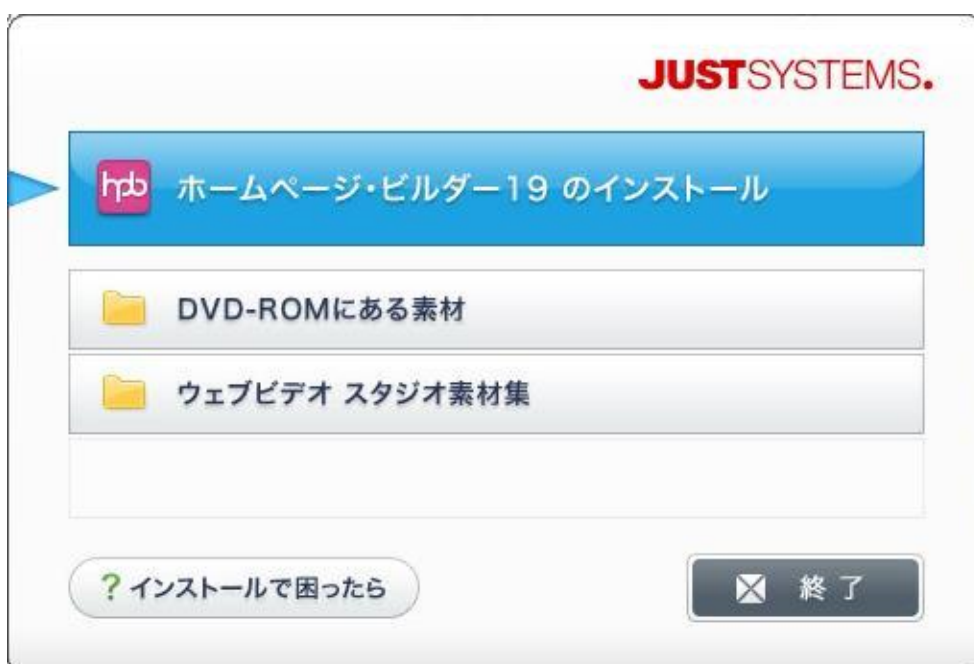 JUSTSYSTEMS.
hpb ホームページ・ビルダー19 のインストール
DVD-ROMにある素材
ウェブビデオ スタジオ素材集
? インストールで困ったら
終了